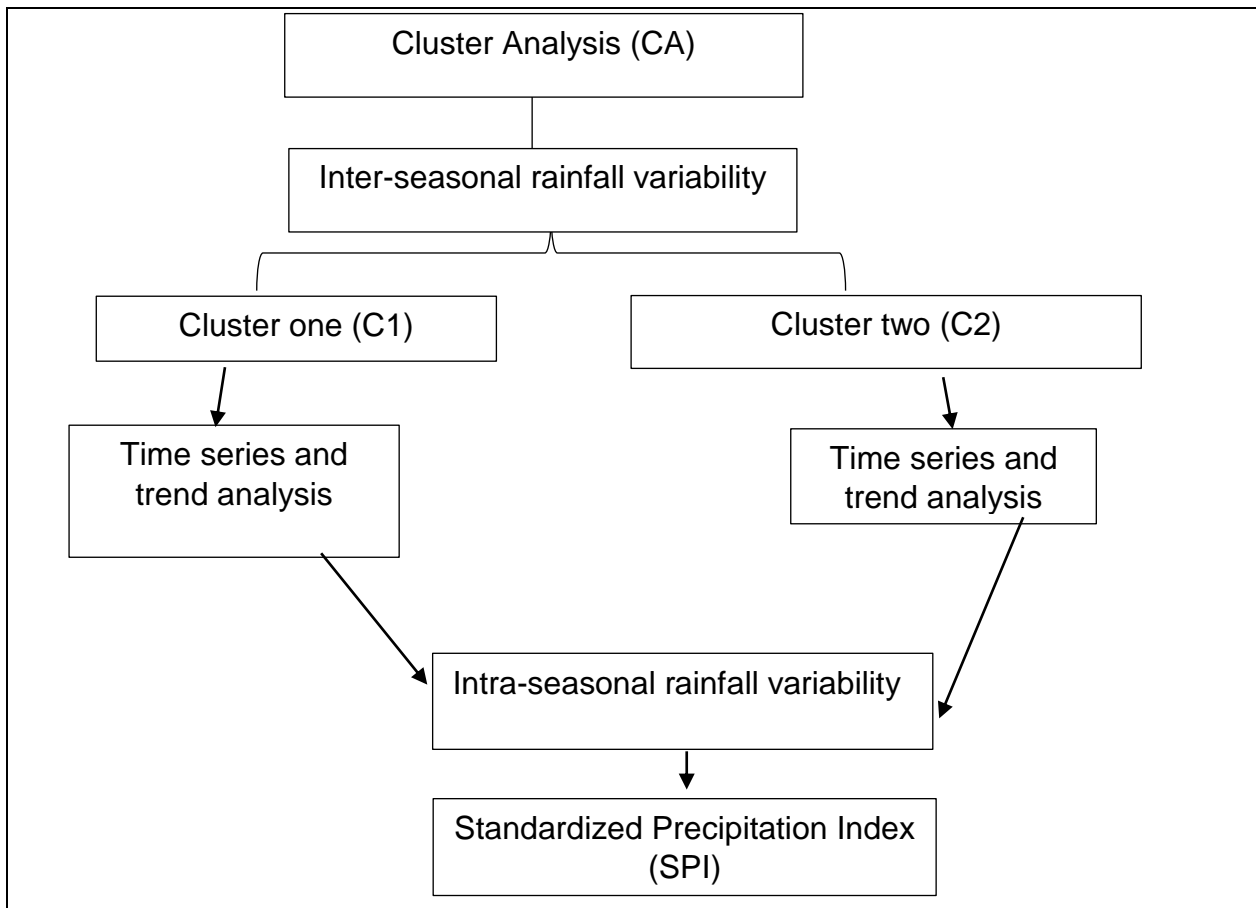 Cluster Analysis (CA)
Inter-seasonal rainfall variability
Cluster one (C1)
Cluster two (C2)
Time series and
trend analysis
Time series and
trend analysis
Intra-seasonal rainfall variability
Standardized Precipitation Index
(SPI)